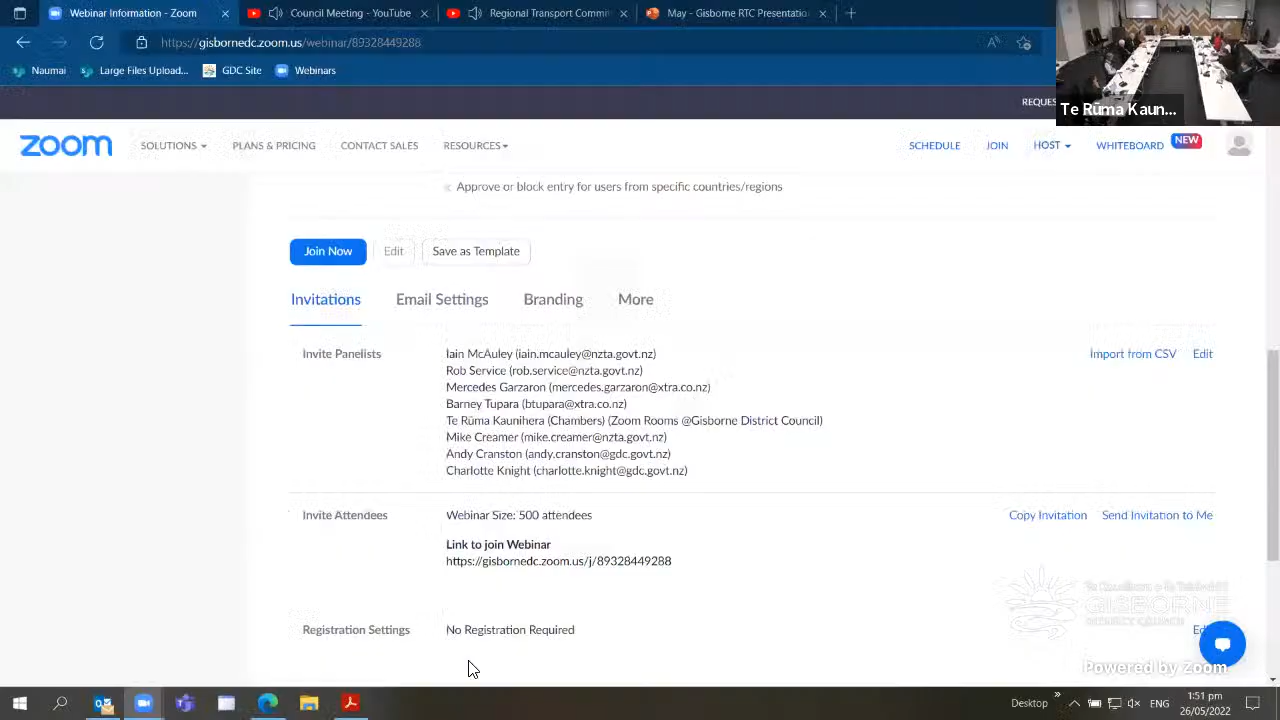 Webinar Information - Zoom
Council Meeting - YouTube
Regional Transport Commi
May - Gisborne RTC Presentatio
https://gisbornedc.zoom.us/webinar/89328449288
Naumai
Large Files Upload...
GDC Site
Webinars
REQUES
Te Rūma Kaun...
zoom
SOLUTIONS
PLANS & PRICING
CONTACT SALES
RESOURCES
SCHEDULE
JOIN
HOST
WHITEBOARD
NEW
Approve or block entry for users from specific countries/regions
Join Now
Edit
Save as Template
Invitations
Email Settings
Branding
More
Invite Panelists
Iain McAuley (iain.mcauley@nzta.govt.nz)
Import from CSV
Edit
Rob Service (rob.service@nzta.govt.nz)
Mercedes Garzaron (mercedes.garzaron@xtra.co.nz)
Barney Tupara (btupara@xtra.co.nz)
Te Rūma Kaunihera (Chambers) (Zoom Rooms @Gisborne District Council)
Mike Creamer (mike.creamer@nzta.govt.nz)
Andy Cranston (andy.cranston@gdc.govt.nz)
Charlotte Knight (charlotte.knight@gdc.govt.nz)
Invite Attendees
Webinar Size: 500 attendees
Copy Invitation
Send Invitation to Me
Link to join Webinar
https://gisbornedc.zoom.us/j/89328449288
GISBORNE
DISTRICT COUNCIL
Registration Settings
No Registration Required
Ed
Powered by Zoom
Desktop
ENG
1:51 pm
26/05/2022